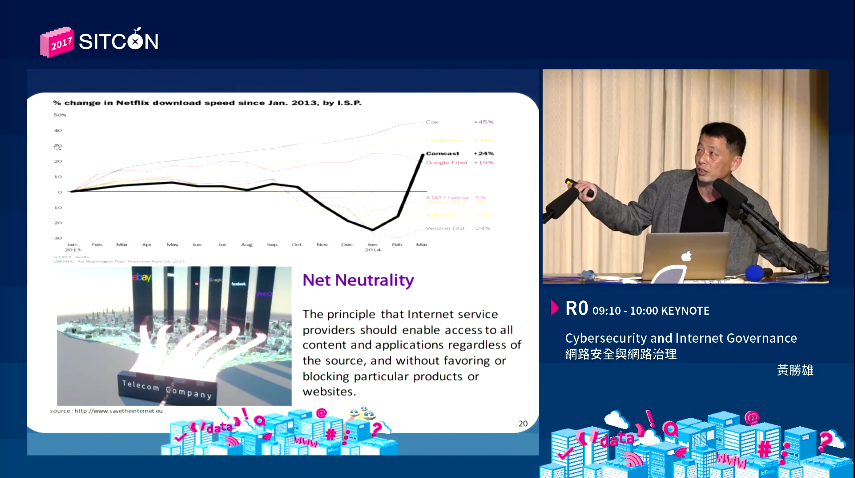 2017 SITCON
% change in Netflix download speed since Jan. 2013, by I.S.P.
50%
40
20
10
0
10
20
30
Jan. Feb. Mar. Apr. May Jun. Jul. Aug. Sep. Oct. Nov. Dec. Jan. Feb. Mar.
2013 2014
Cox +45%
Comcast +24%
Google Fiber +19%
Verizon DSL -24%
ebay
Google
facebook
Telecom Company
Net Neutrality
The principle that Internet service
providers should enable access to all
content and applications regardless of
the source, and without favoring or
blocking particular products or
websites.
source : http://www.savetheinternet.eu
20
data
WWW
R0 09:10 - 10:00 KEYNOTE
Cybersecurity and Internet Governance
網路安全與網路治理
黃勝雄
data
WWW